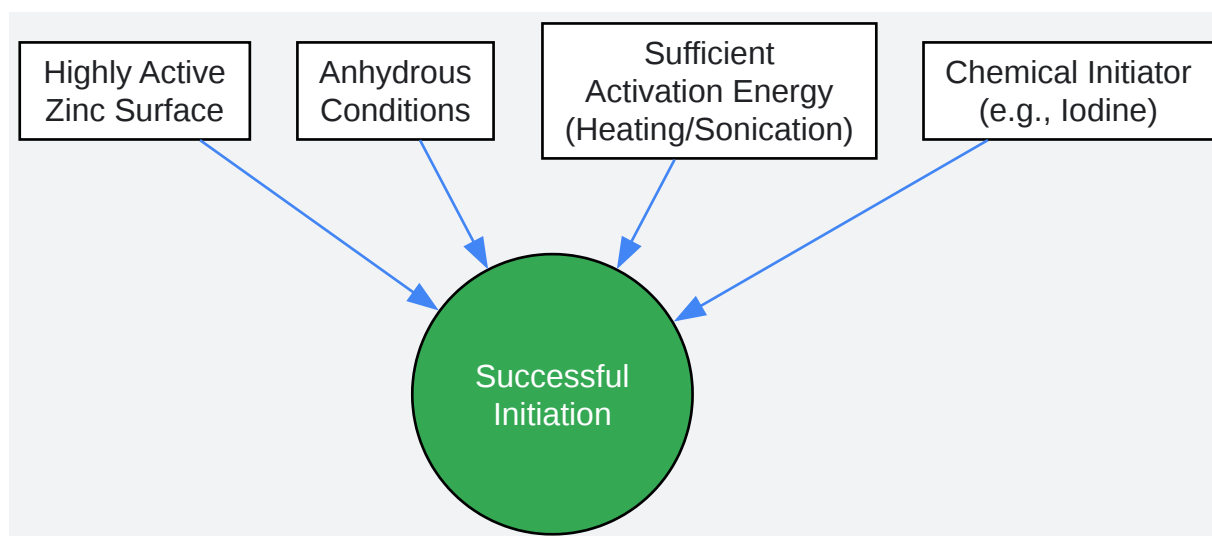 Highly Active
Zinc Surface
Anhydrous
Conditions
Sufficient
Activation Energy
(Heating/Sonication)
Chemical Initiator
(e.g., Iodine)
Successful
Initiation